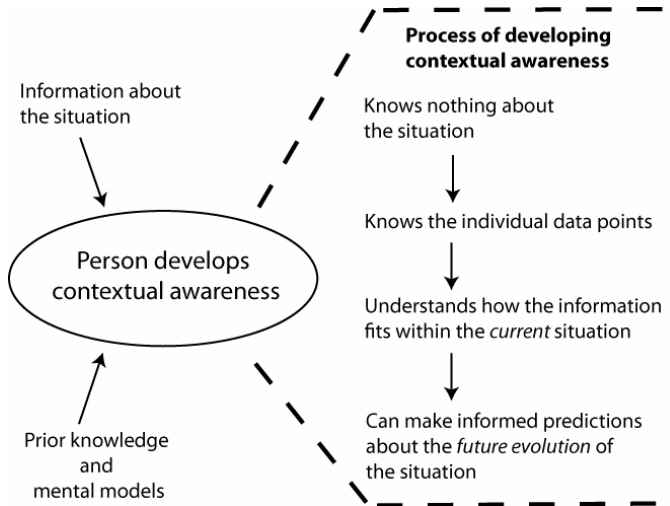 Process of developing
contextual awareness
Information about
the situation
Knows nothing about
the situation
Knows the individual data points
Person develops
contextual awareness
Understands how the information
fits within the current situation
Can make informed predictions
about the future evolution of
the situation
Prior knowledge
and
mental models